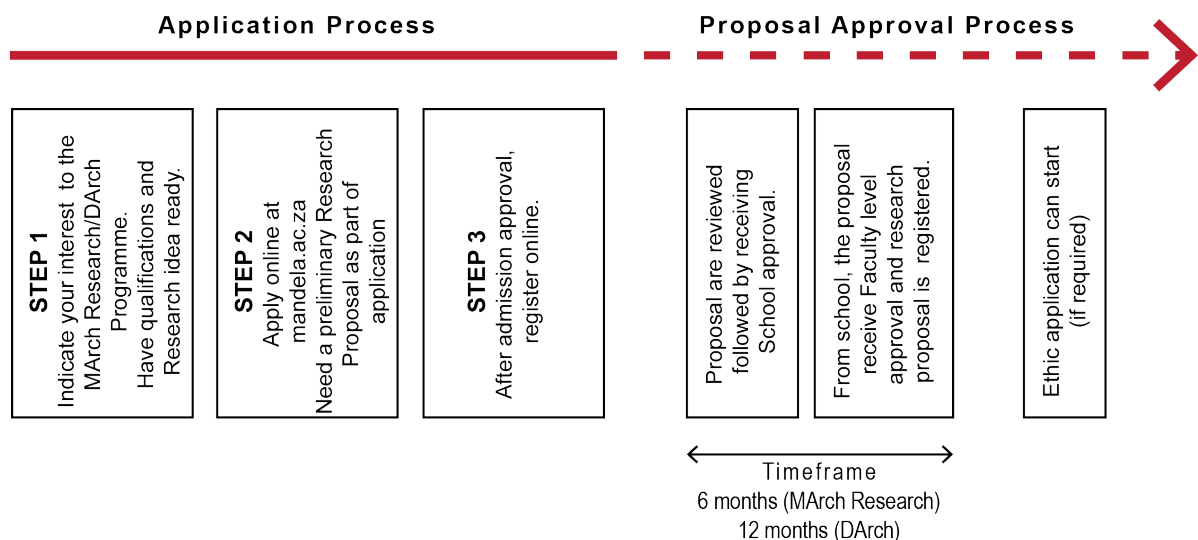 Application Process
Proposal Approval Process
STEP 1
Indicate your interest to the
MArch Research/DArch
Programme.
Have qualifications and
Research idea ready.
STEP 2
Apply online at
mandela.ac.za
Need a preliminary Research
Proposal as part of
application
STEP 3
After admission approval,
register online.
Proposal are reviewed
followed by receiving
School approval.
From school, the proposal
receive Faculty level
approval and research
proposal is registered.
Ethic application can start
(if required)
Timeframe
6 months (MArch Research)
12 months (DArch)